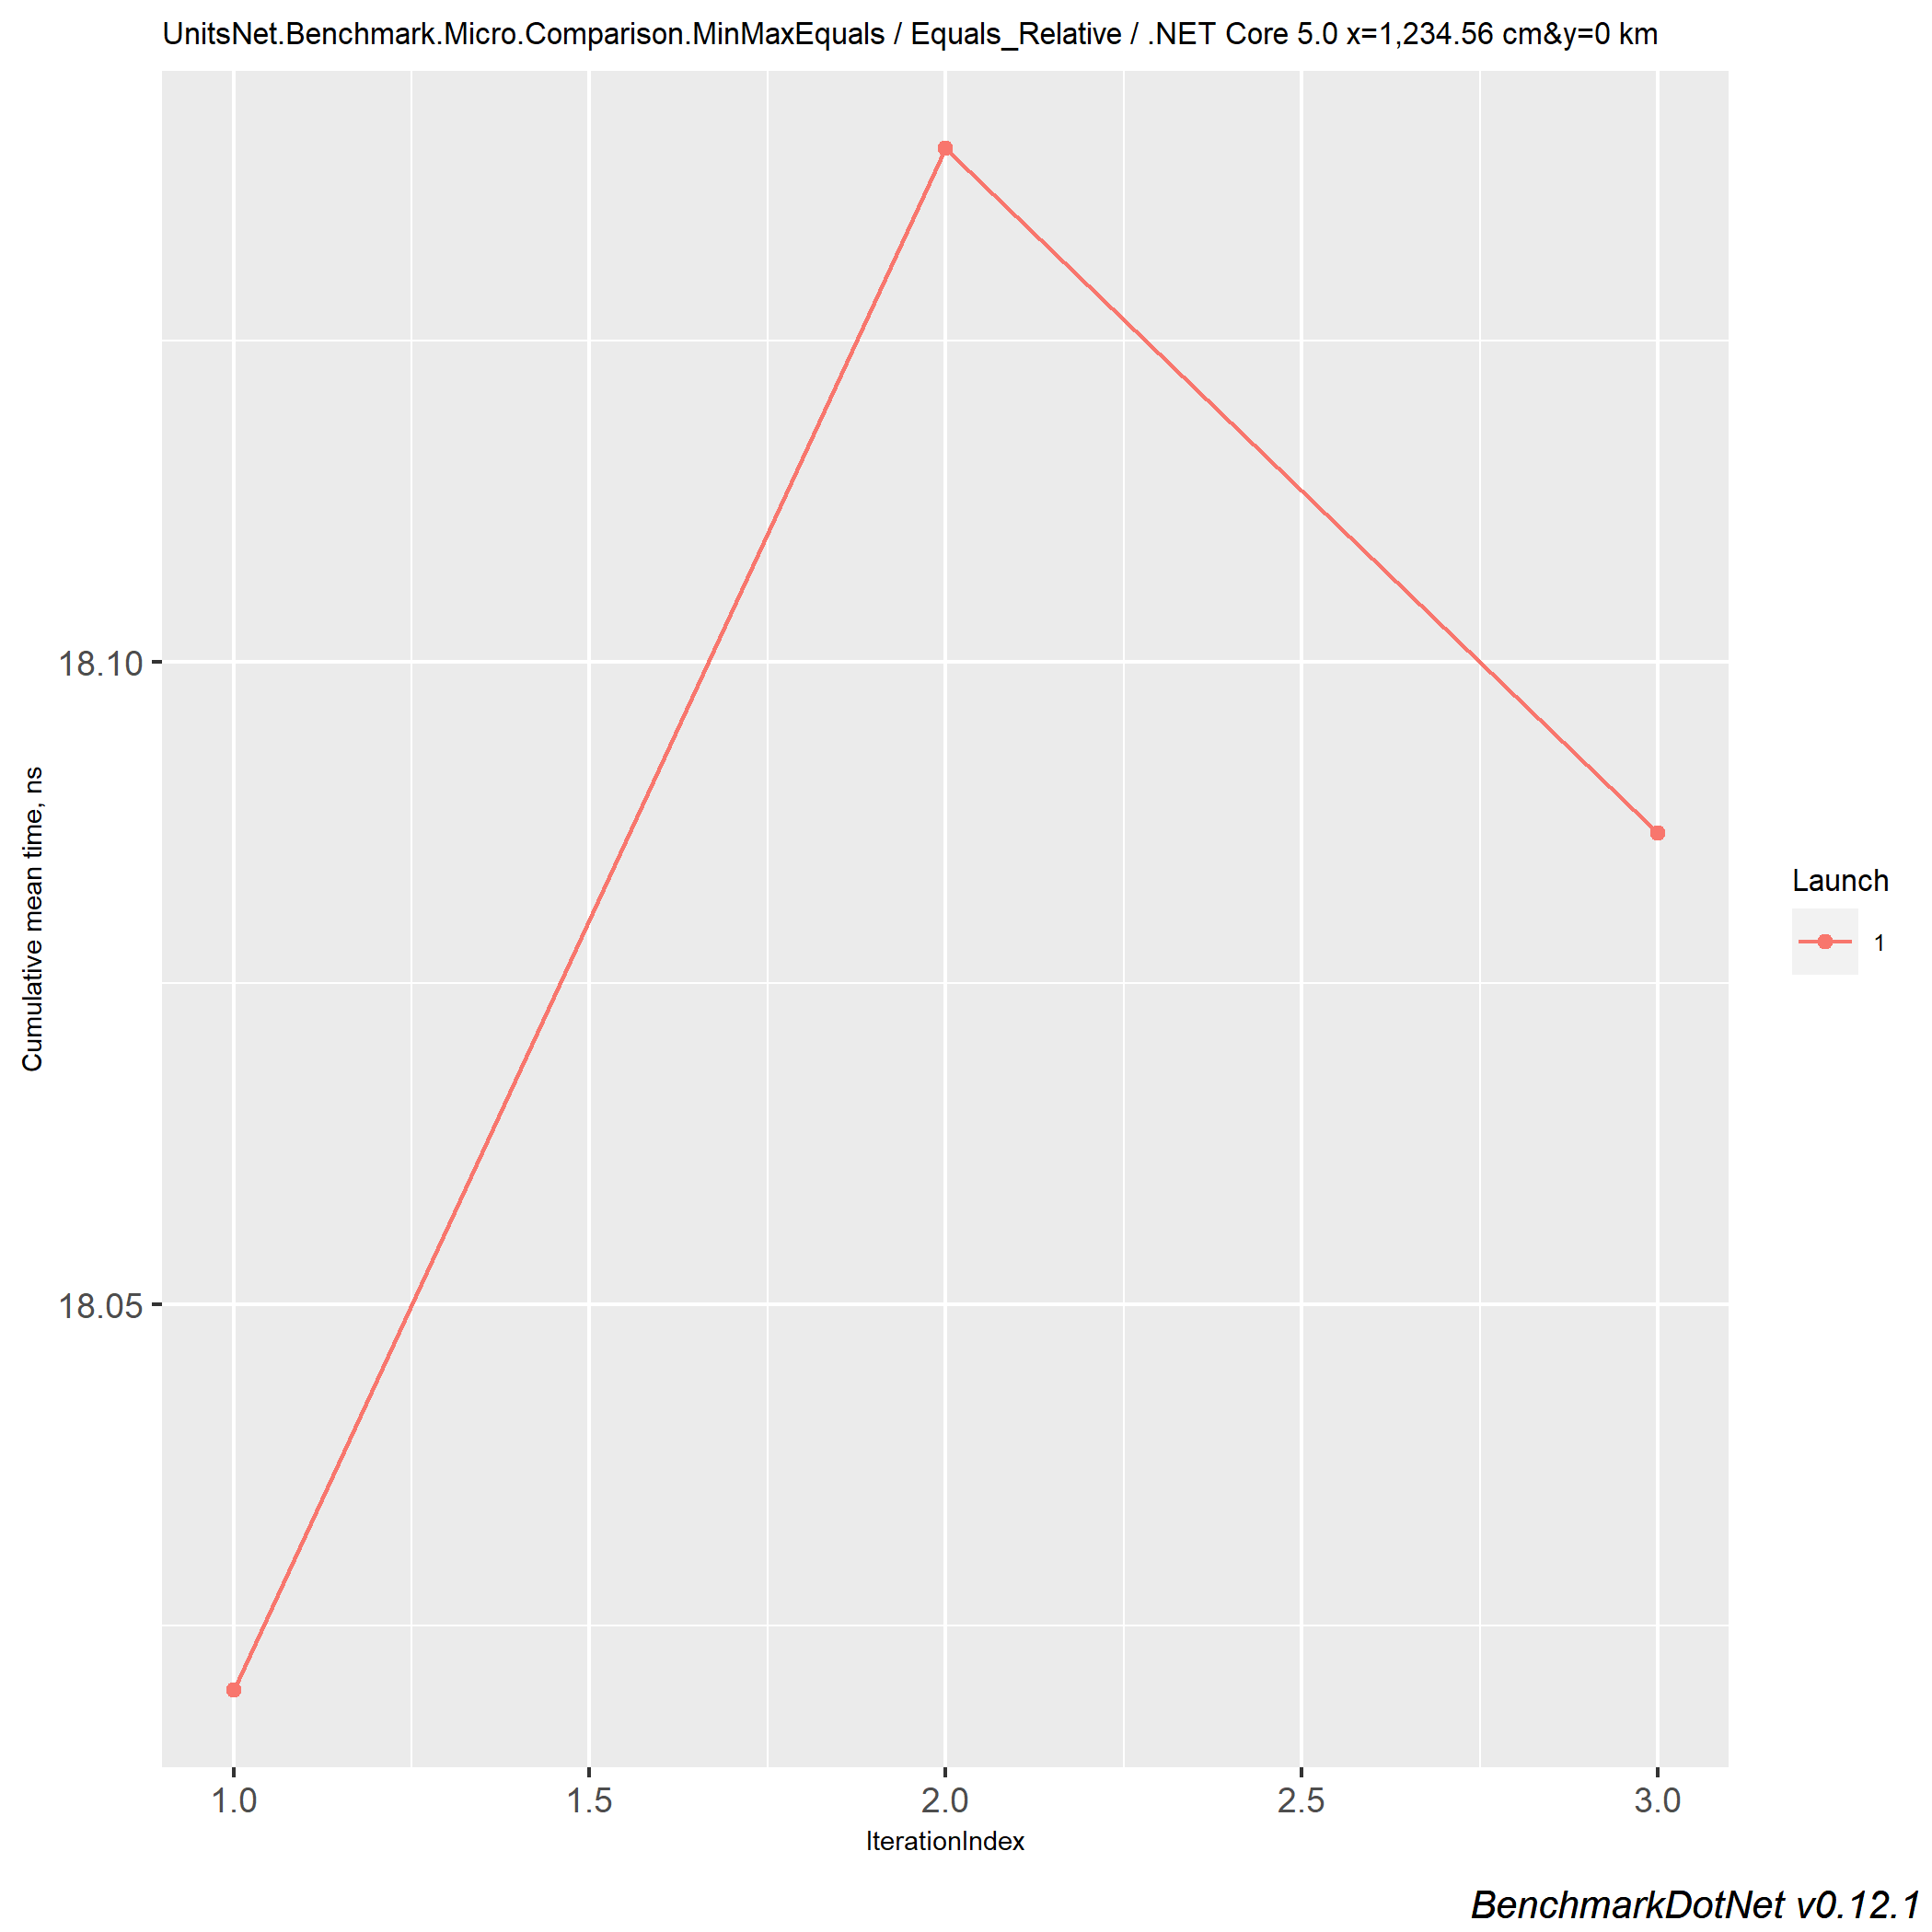 UnitsNet.Benchmark.Micro.Comparison.MinMaxEquals / Equals_Relative / .NET Core 5.0 x=1,234.56 cm&y=0 km
18.10
18.05
Cumulative mean time, ns
1.0 1.5 2.0 2.5 3.0
IterationIndex
Launch
1
BenchmarkDotNet v0.12.1